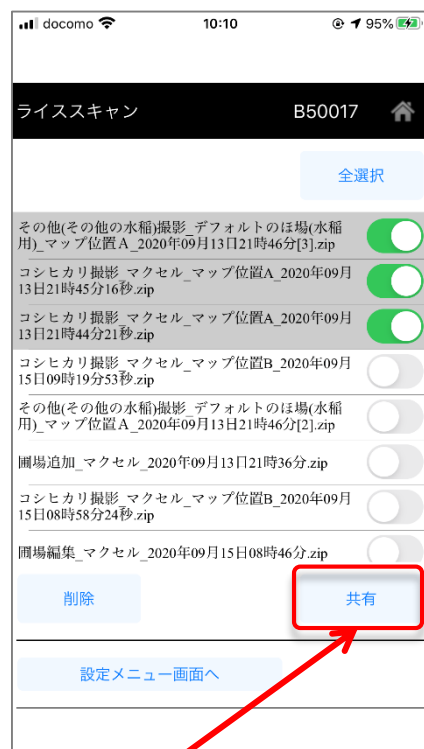 docomo 10:10 95%
ライススキャン B50017
全選択
その他(その他の水稲)撮影_デフォルトのほ場(水稲
用)_マップ位置A_2020年09月13日21時46分[3].zip
コシヒカリ撮影_マクセル_マップ位置A_2020年09月
13日21時45分16秒.zip
コシヒカリ撮影_マクセル_マップ位置A_2020年09月
13日21時44分21秒.zip
コシヒカリ撮影_マクセル_マップ位置B_2020年09月
15日09時19分53秒.zip
その他(その他の水稲)撮影_デフォルトのほ場(水稲
用)_マップ位置A_2020年09月13日21時46分[2].zip
圃場追加_マクセル_2020年09月13日21時36分.zip
コシヒカリ撮影_マクセル_マップ位置B_2020年09月
15日08時58分24秒.zip
圃場編集_マクセル_2020年09月15日08時46分.zip
削除 共有
設定メニュー画面へ